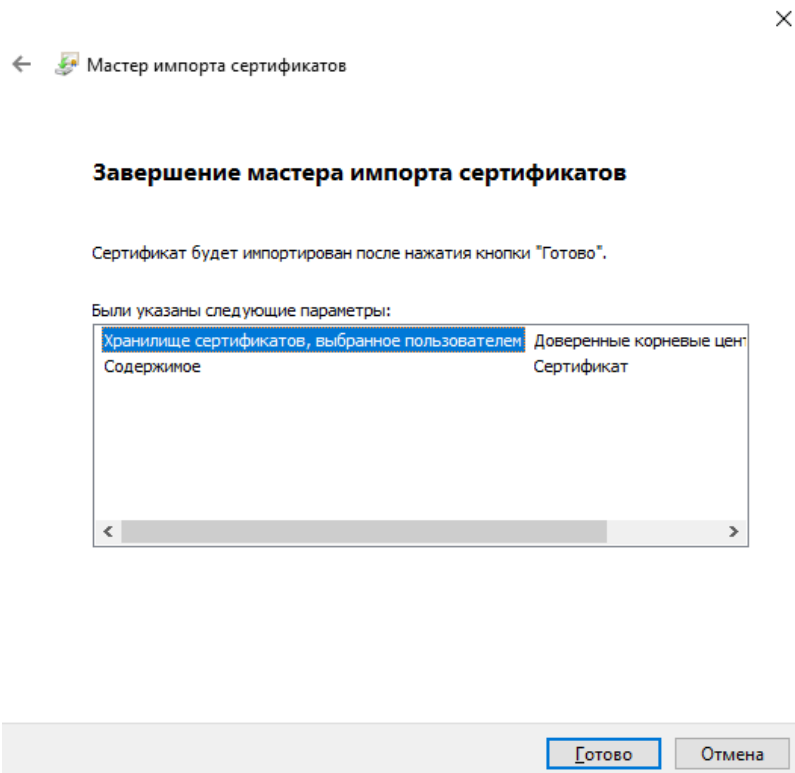 Мастер импорта сертификатов
Завершение мастера импорта сертификатов
Сертификат будет импортирован после нажатия кнопки "Готово".
Были указаны следующие параметры:
Хранилище сертификатов, выбранное пользователем Доверенные корневые цент
Содержимое Сертификат
Готово Отмена